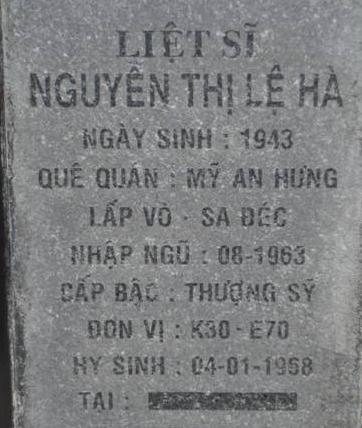 LIỆT SĨ
NGUYỄN THỊ LỆ HÀ
NGÀY SINH : 1943
QUÊ QUÁN : MỸ AN HƯNG
LẤP VÒ - SA ĐÉC
NHẬP NGŨ : 08-1963
CẤP BẬC : THƯỢNG SỸ
ĐƠN VỊ : K30 - E70
HY SINH : 04-01-1968
TẠI :